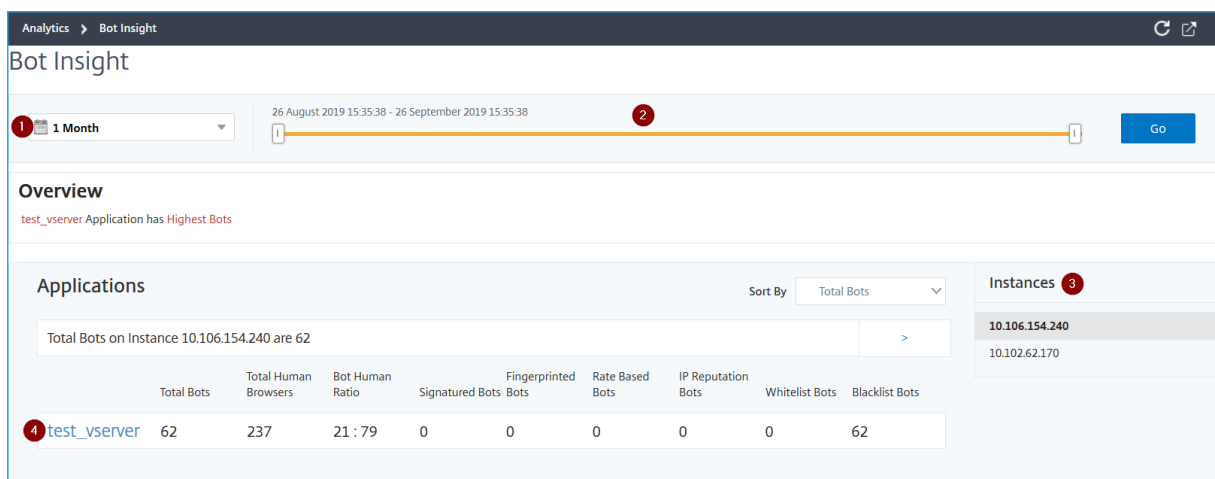 Analytics > Bot Insight
Bot Insight
1 1 Month
26 August 2019 15:35:38 - 26 September 2019 15:35:38
2
Go
Overview
test_vserver Application has Highest Bots
Applications
Sort By Total Bots
Total Bots on Instance 10.106.154.240 are 62 >
Total Bots Total Human Browsers Bot Human Ratio Signatured Bots Fingerprinted Bots Rate Based Bots IP Reputation Bots Whitelist Bots Blacklist Bots
4 test_vserver 62 237 21 : 79 0 0 0 0 0 62
Instances 3
10.106.154.240
10.102.62.170